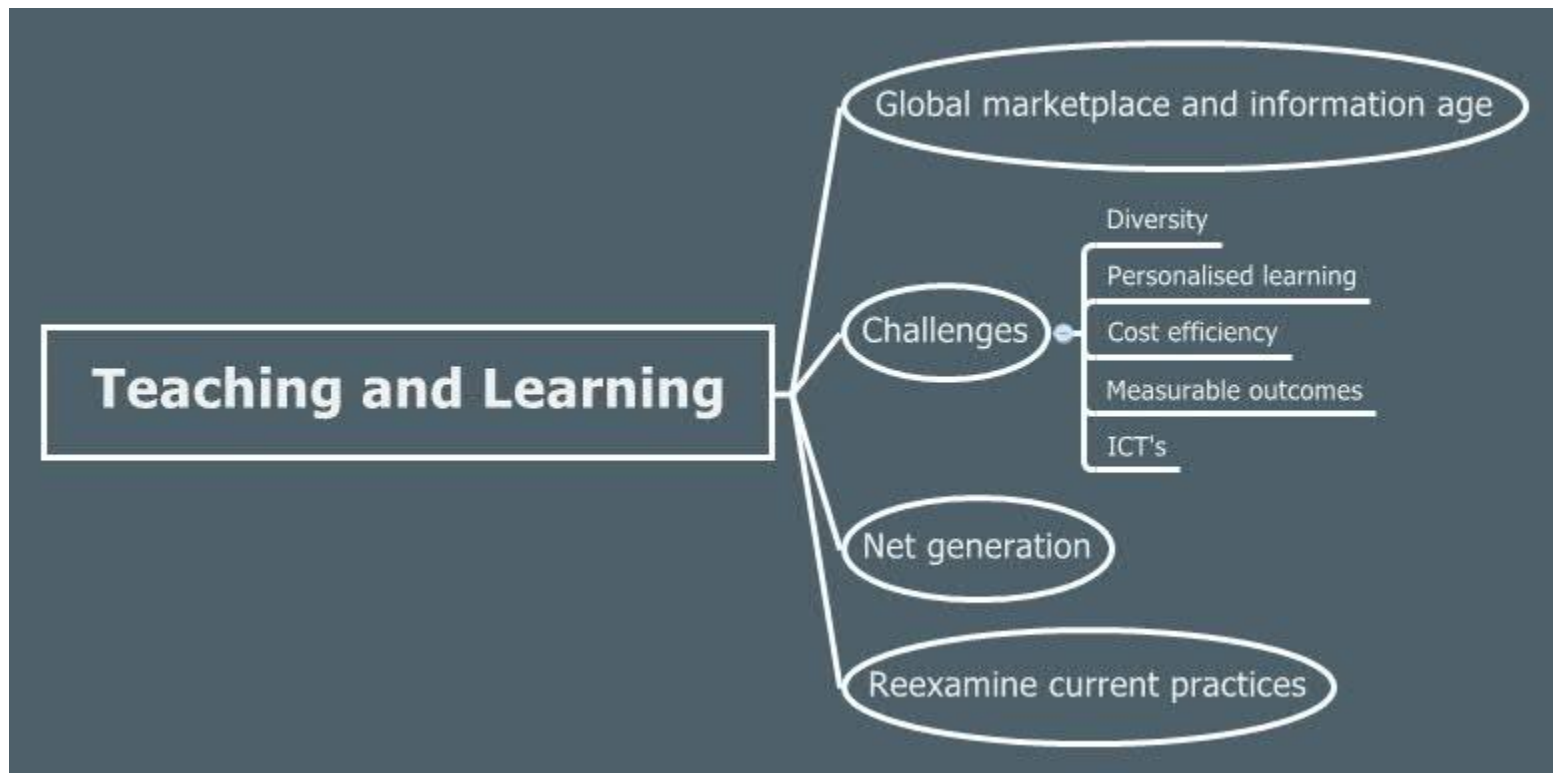 Teaching and Learning
Global marketplace and information age
Challenges
Diversity
Personalised learning
Cost efficiency
Measurable outcomes
ICT's
Net generation
Reexamine current practices